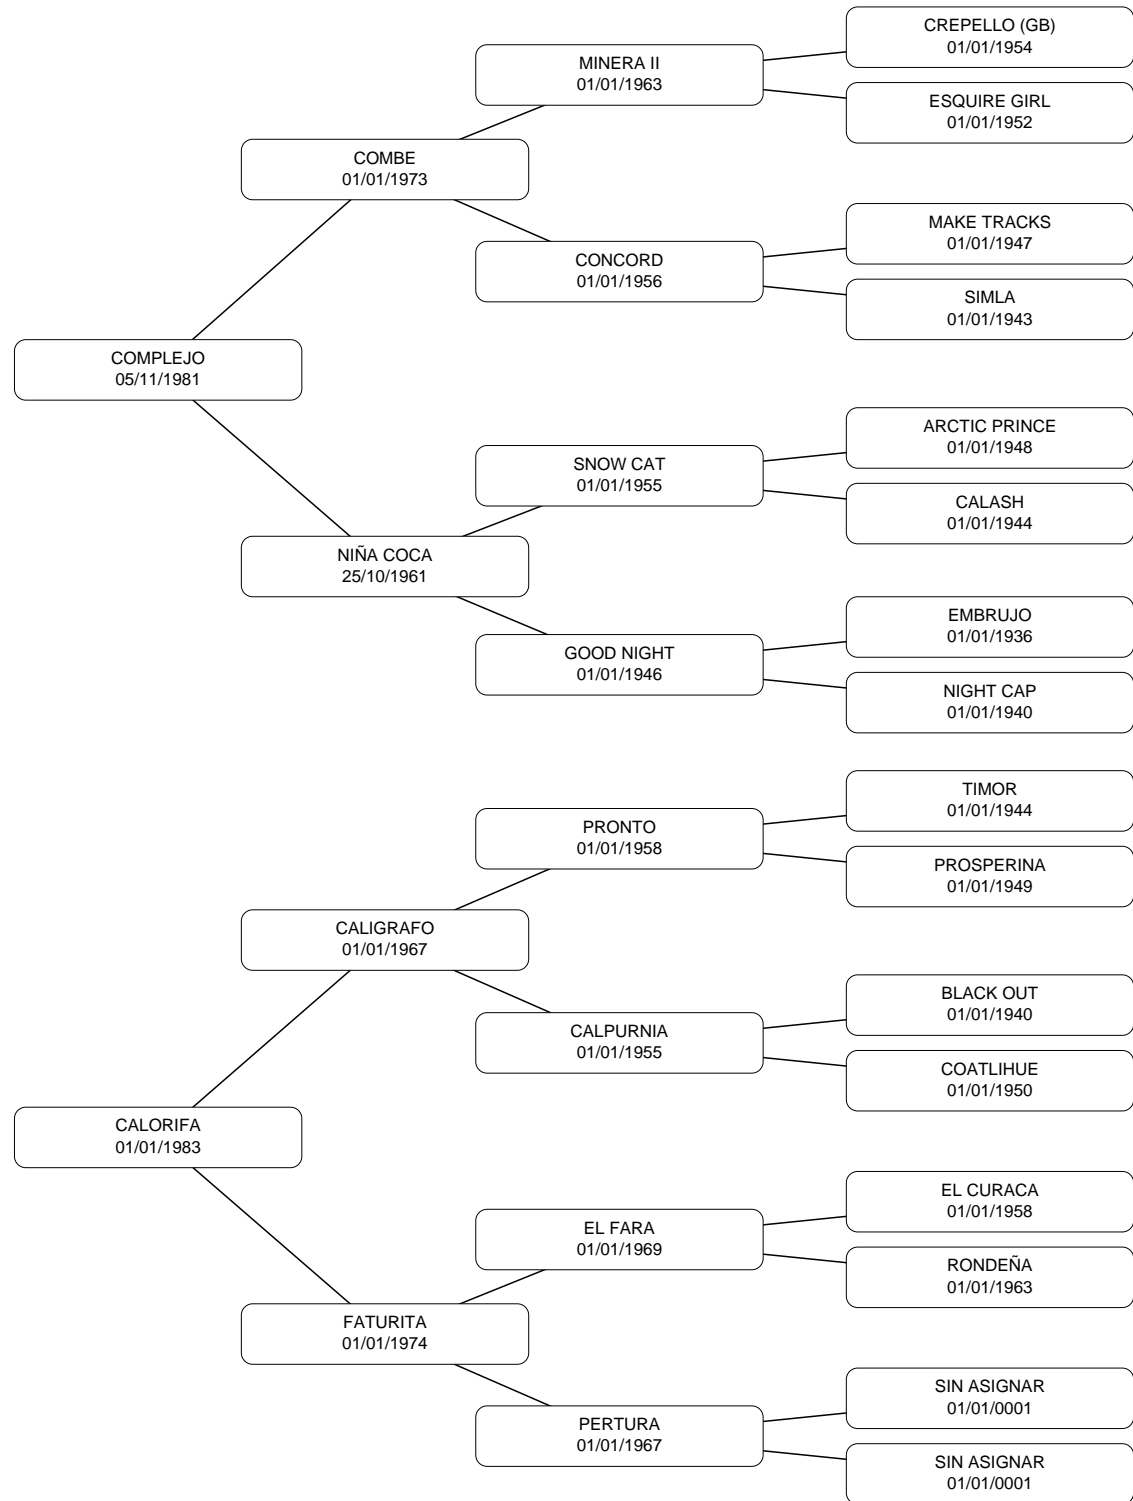 CREPELLO (GB)
01/01/1954
MINERA II
01/01/1963
ESQUIRE GIRL
01/01/1952
COMBE
01/01/1973
MAKE TRACKS
01/01/1947
CONCORD
01/01/1956
SIMLA
01/01/1943
COMPLEJO
05/11/1981
ARCTIC PRINCE
01/01/1948
SNOW CAT
01/01/1955
CALASH
01/01/1944
NIÑA COCA
25/10/1961
EMBRUJO
01/01/1936
GOOD NIGHT
01/01/1946
NIGHT CAP
01/01/1940
TIMOR
01/01/1944
PRONTO
01/01/1958
PROSPERINA
01/01/1949
CALIGRAFO
01/01/1967
BLACK OUT
01/01/1940
CALPURNIA
01/01/1955
COATLIHUE
01/01/1950
CALORIFA
01/01/1983
EL CURACA
01/01/1958
EL FARA
01/01/1969
RONDEÑA
01/01/1963
FATURITA
01/01/1974
SIN ASIGNAR
01/01/0001
PERTURA
01/01/1967
SIN ASIGNAR
01/01/0001